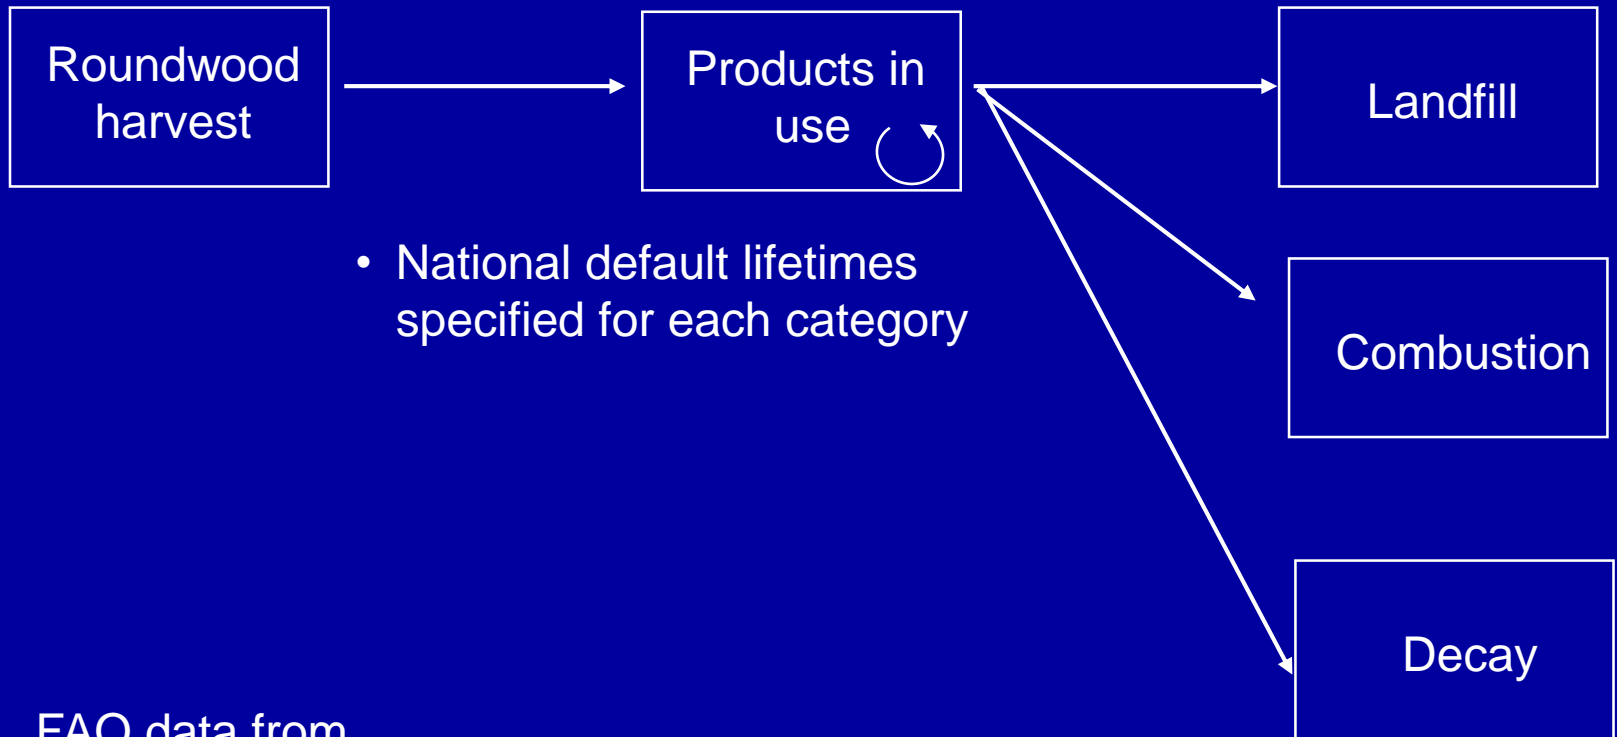 Roundwood
harvest
Products in
use
Landfill
• National default lifetimes
specified for each category
Combustion
Decay
FAO data from